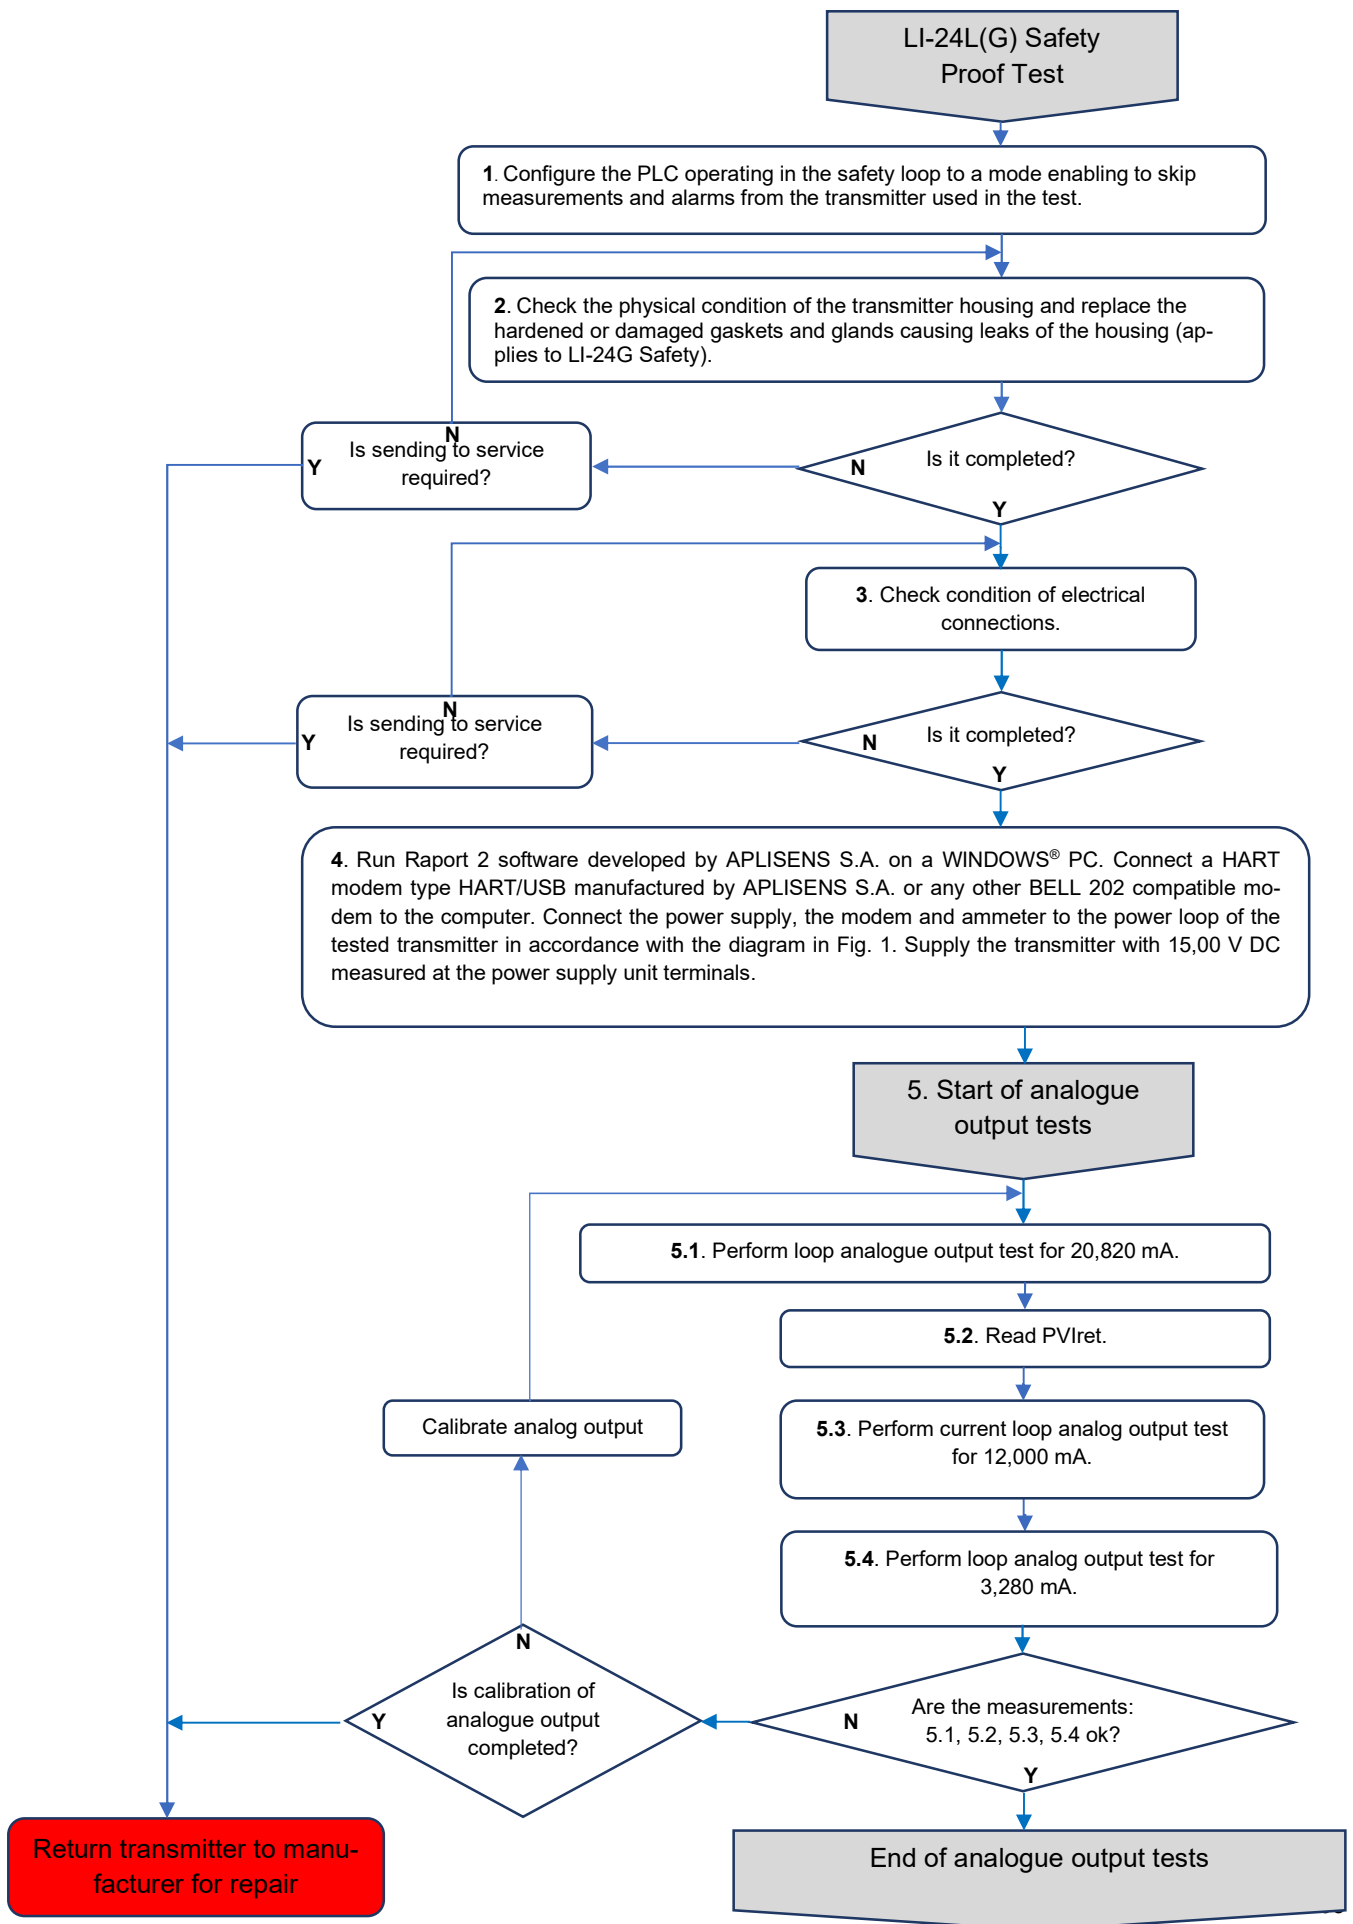 LI-24L(G) Safety
Proof Test
1. Configure the PLC operating in the safety loop to a mode enabling to skip
measurements and alarms from the transmitter used in the test.
2. Check the physical condition of the transmitter housing and replace the
hardened or damaged gaskets and glands causing leaks of the housing (ap-
plies to LI-24G Safety).
N
Is sending to service
required?
Y
Is it completed?
N
Y
3. Check condition of electrical
connections.
N
Is sending to service
required?
Y
Is it completed?
N
Y
4. Run Raport 2 software developed by APLISENS S.A. on a WINDOWS® PC. Connect a HART
modem type HART/USB manufactured by APLISENS S.A. or any other BELL 202 compatible mo-
dem to the computer. Connect the power supply, the modem and ammeter to the power loop of the
tested transmitter in accordance with the diagram in Fig. 1. Supply the transmitter with 15,00 V DC
measured at the power supply unit terminals.
5. Start of analogue
output tests
5.1. Perform loop analogue output test for 20,820 mA.
5.2. Read PVIret.
Calibrate analog output
5.3. Perform current loop analog output test
for 12,000 mA.
5.4. Perform loop analog output test for
3,280 mA.
N
Is calibration of
analogue output
completed?
Y
Are the measurements:
5.1, 5.2, 5.3, 5.4 ok?
N
Y
Return transmitter to manu-
facturer for repair
End of analogue output tests